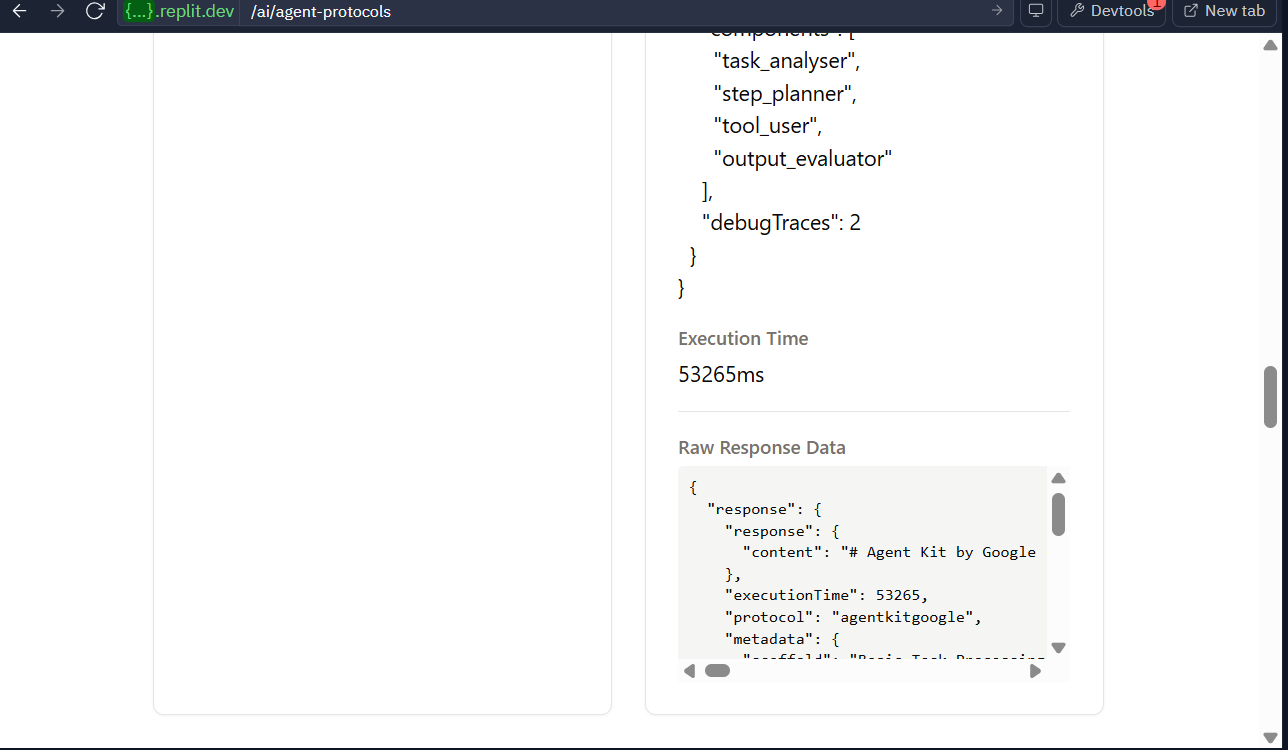 {...}.replit.dev /ai/agent-protocols
Devtools 1
New tab
"components": [
"task_analyser",
"step_planner",
"tool_user",
"output_evaluator"
],
"debugTraces": 2
}
}
Execution Time
53265ms
Raw Response Data
{
"response": {
"response": {
"content": "# Agent Kit by Google
},
"executionTime": 53265,
"protocol": "agentkitgoogle",
"metadata": {
"scaffold": "Basic Task Processing